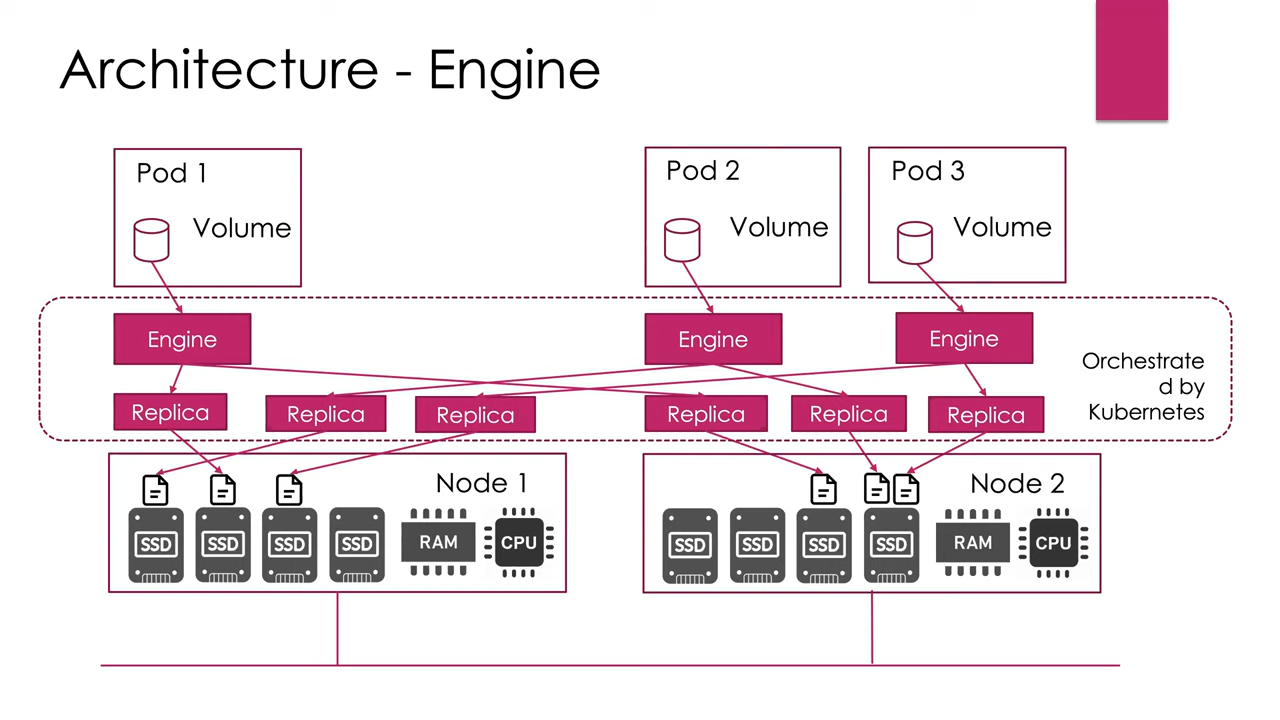 Architecture - Engine
Pod 1
Volume
Pod 2
Volume
Pod 3
Volume
Engine
Engine
Engine
Orchestrate
d by
Kubernetes
Replica
Replica
Replica
Replica
Replica
Replica
Node 1
SSD
SSD
SSD
SSD
RAM
CPU
Node 2
SSD
SSD
SSD
SSD
RAM
CPU